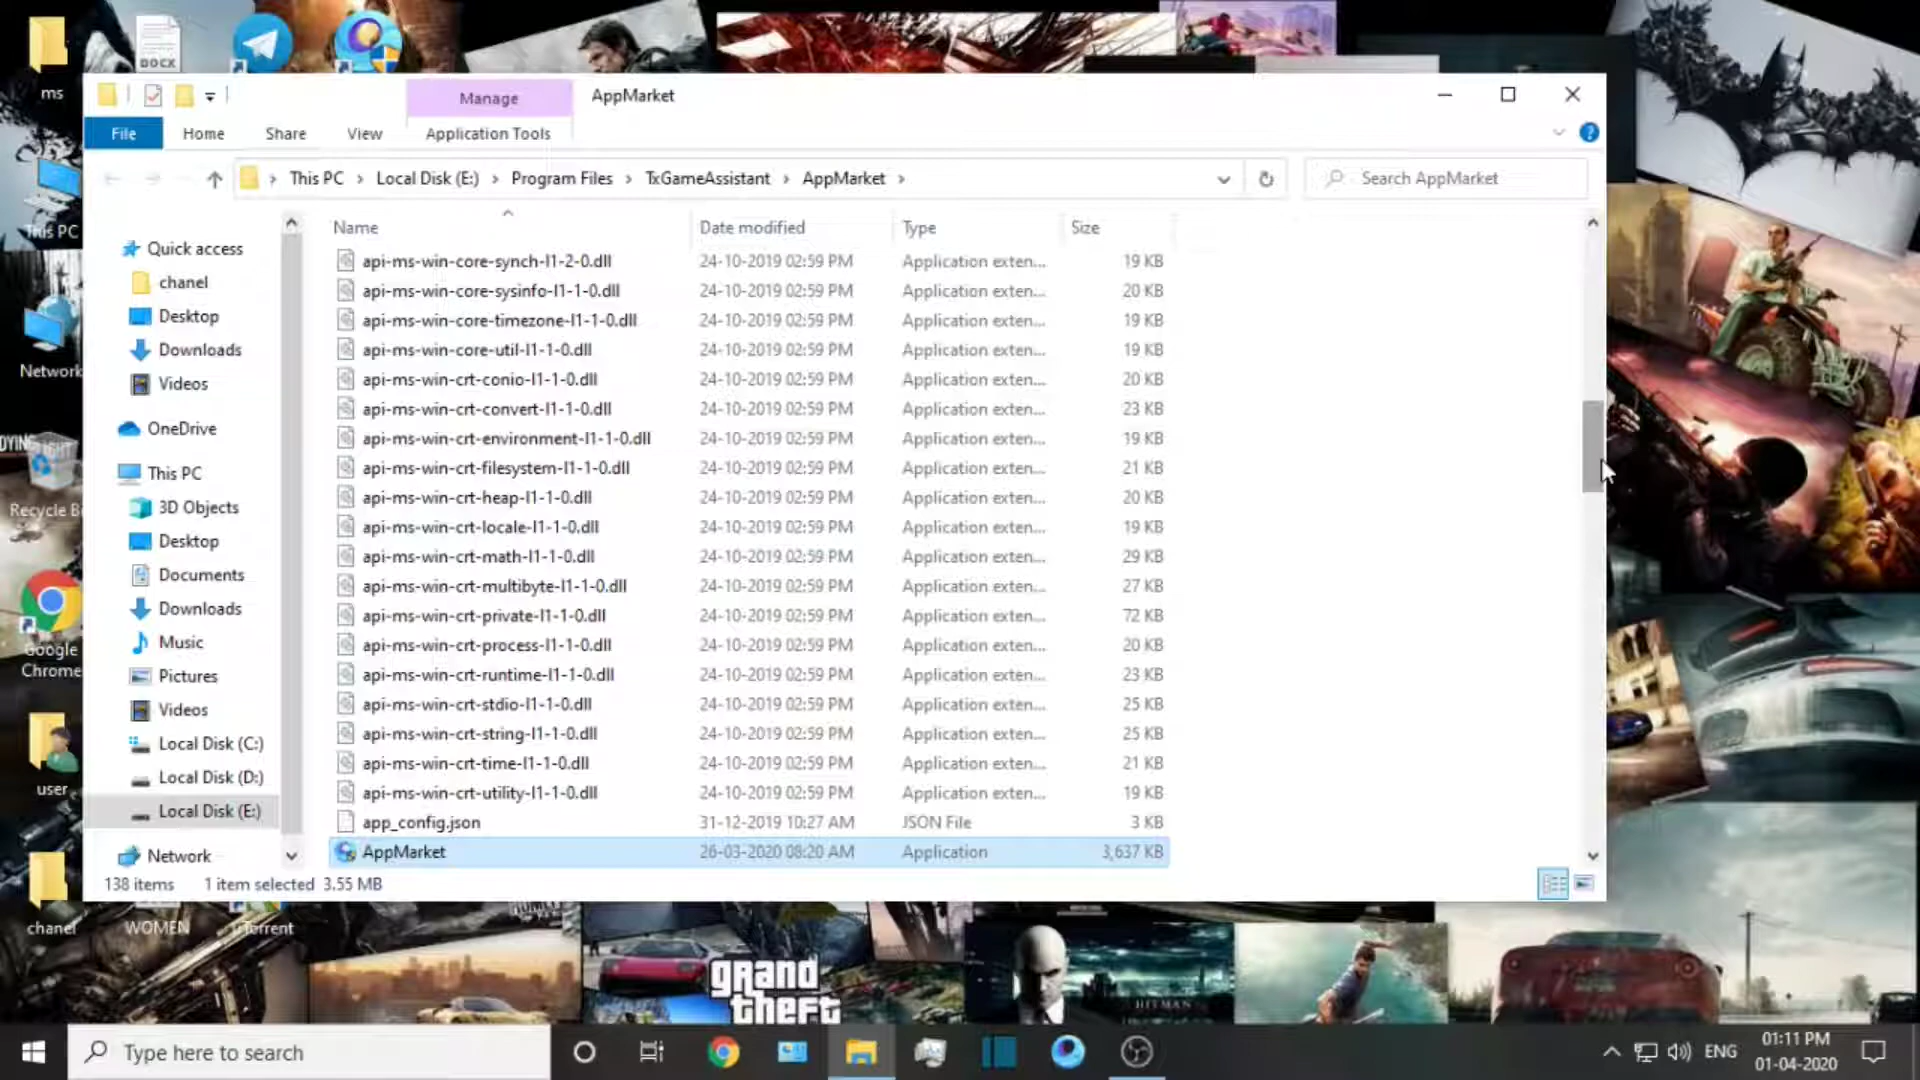 ms
DOCX
This PC
Network
Recycle B
Google
Chrome
user
chanel
WOMEN
Torrent
Manage
AppMarket
File
Home
Share
View
Application Tools
This PC > Local Disk (E:) > Program Files > TxGameAssistant > AppMarket >
Search AppMarket
Quick access
chanel
Desktop
Downloads
Videos
OneDrive
This PC
3D Objects
Desktop
Documents
Downloads
Music
Pictures
Videos
Local Disk (C:)
Local Disk (D:)
Local Disk (E:)
Network
Name Date modified Type Size
api-ms-win-core-synch-l1-2-0.dll 24-10-2019 02:59 PM Application exten... 19 KB
api-ms-win-core-sysinfo-l1-1-0.dll 24-10-2019 02:59 PM Application exten... 20 KB
api-ms-win-core-timezone-l1-1-0.dll 24-10-2019 02:59 PM Application exten... 19 KB
api-ms-win-core-util-l1-1-0.dll 24-10-2019 02:59 PM Application exten... 19 KB
api-ms-win-crt-conio-l1-1-0.dll 24-10-2019 02:59 PM Application exten... 20 KB
api-ms-win-crt-convert-l1-1-0.dll 24-10-2019 02:59 PM Application exten... 23 KB
api-ms-win-crt-environment-l1-1-0.dll 24-10-2019 02:59 PM Application exten... 19 KB
api-ms-win-crt-filesystem-l1-1-0.dll 24-10-2019 02:59 PM Application exten... 21 KB
api-ms-win-crt-heap-l1-1-0.dll 24-10-2019 02:59 PM Application exten... 20 KB
api-ms-win-crt-locale-l1-1-0.dll 24-10-2019 02:59 PM Application exten... 19 KB
api-ms-win-crt-math-l1-1-0.dll 24-10-2019 02:59 PM Application exten... 29 KB
api-ms-win-crt-multibyte-l1-1-0.dll 24-10-2019 02:59 PM Application exten... 27 KB
api-ms-win-crt-private-l1-1-0.dll 24-10-2019 02:59 PM Application exten... 72 KB
api-ms-win-crt-process-l1-1-0.dll 24-10-2019 02:59 PM Application exten... 20 KB
api-ms-win-crt-runtime-l1-1-0.dll 24-10-2019 02:59 PM Application exten... 23 KB
api-ms-win-crt-stdio-l1-1-0.dll 24-10-2019 02:59 PM Application exten... 25 KB
api-ms-win-crt-string-l1-1-0.dll 24-10-2019 02:59 PM Application exten... 25 KB
api-ms-win-crt-time-l1-1-0.dll 24-10-2019 02:59 PM Application exten... 21 KB
api-ms-win-crt-utility-l1-1-0.dll 24-10-2019 02:59 PM Application exten... 19 KB
app_config.json 31-12-2019 10:27 AM JSON File 3 KB
AppMarket 26-03-2020 08:20 AM Application 3,637 KB
138 items 1 item selected 3.55 MB
grand
theft
HITMAN
Type here to search
ENG
01:11 PM
01-04-2020